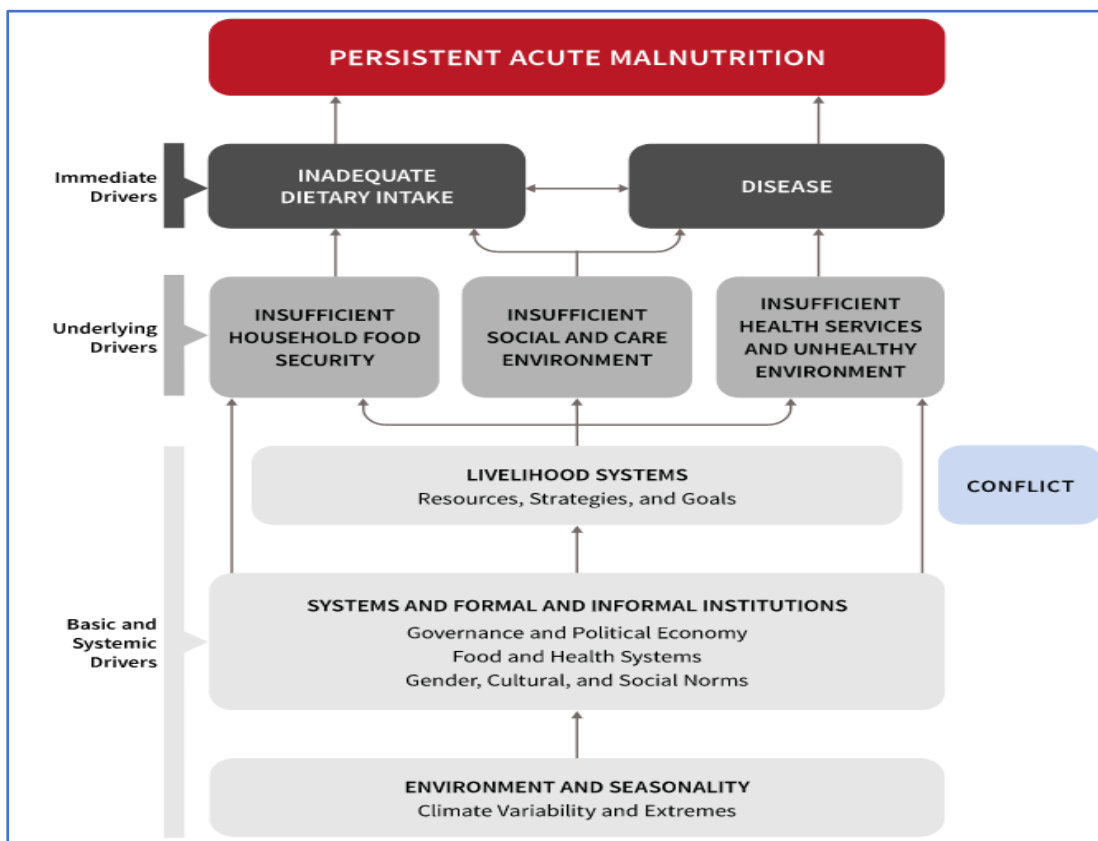 PERSISTENT ACUTE MALNUTRITION
Immediate
Drivers
INADEQUATE
DIETARY INTAKE
DISEASE
Underlying
Drivers
INSUFFICIENT
HOUSEHOLD FOOD
SECURITY
INSUFFICIENT
SOCIAL AND CARE
ENVIRONMENT
INSUFFICIENT
HEALTH SERVICES
AND UNHEALTHY
ENVIRONMENT
LIVELIHOOD SYSTEMS
Resources, Strategies, and Goals
CONFLICT
Basic and
Systemic
Drivers
SYSTEMS AND FORMAL AND INFORMAL INSTITUTIONS
Governance and Political Economy
Food and Health Systems
Gender, Cultural, and Social Norms
ENVIRONMENT AND SEASONALITY
Climate Variability and Extremes